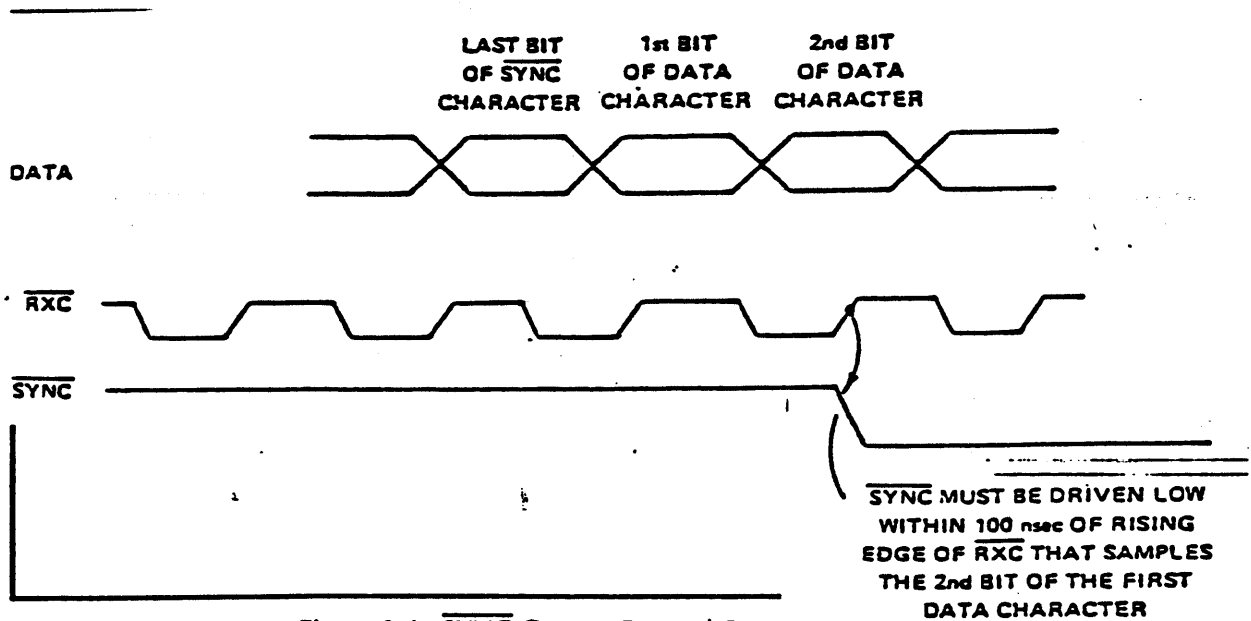 LAST BIT
OF SYNC
CHARACTER
1st BIT
OF DATA
CHARACTER
2nd BIT
OF DATA
CHARACTER
DATA
RXC
SYNC
SYNC MUST BE DRIVEN LOW
WITHIN 100 nsec OF RISING
EDGE OF RXC THAT SAMPLES
THE 2nd BIT OF THE FIRST
DATA CHARACTER